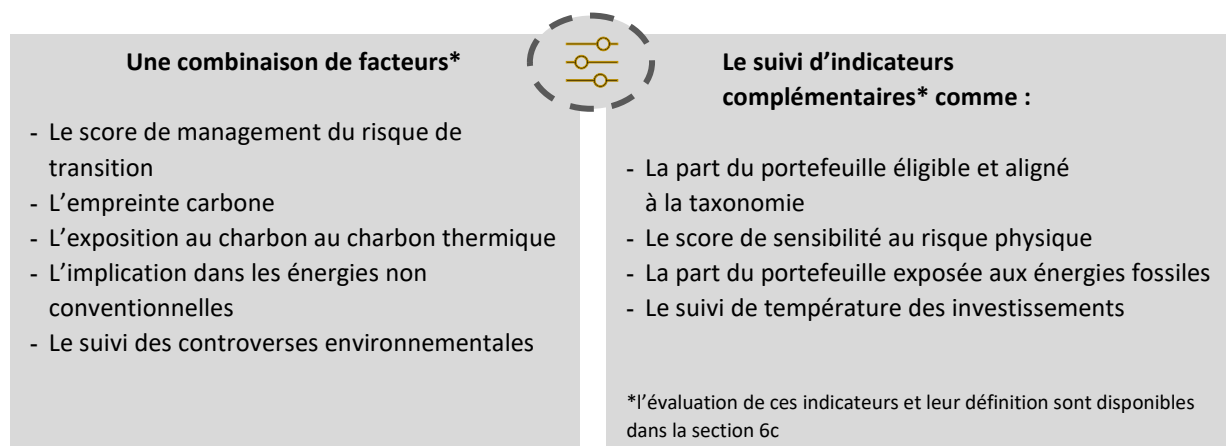 Une combinaison de facteurs*
- Le score de management du risque de
transition
- L'empreinte carbone
- L'exposition au charbon au charbon thermique
- L'implication dans les énergies non
conventionnelles
- Le suivi des controverses environnementales
Le suivi d'indicateurs
complémentaires* comme :
- La part du portefeuille éligible et aligné
à la taxonomie
- Le score de sensibilité au risque physique
- La part du portefeuille exposée aux énergies fossiles
- Le suivi de température des investissements
*l'évaluation de ces indicateurs et leur définition sont disponibles
dans la section 6c